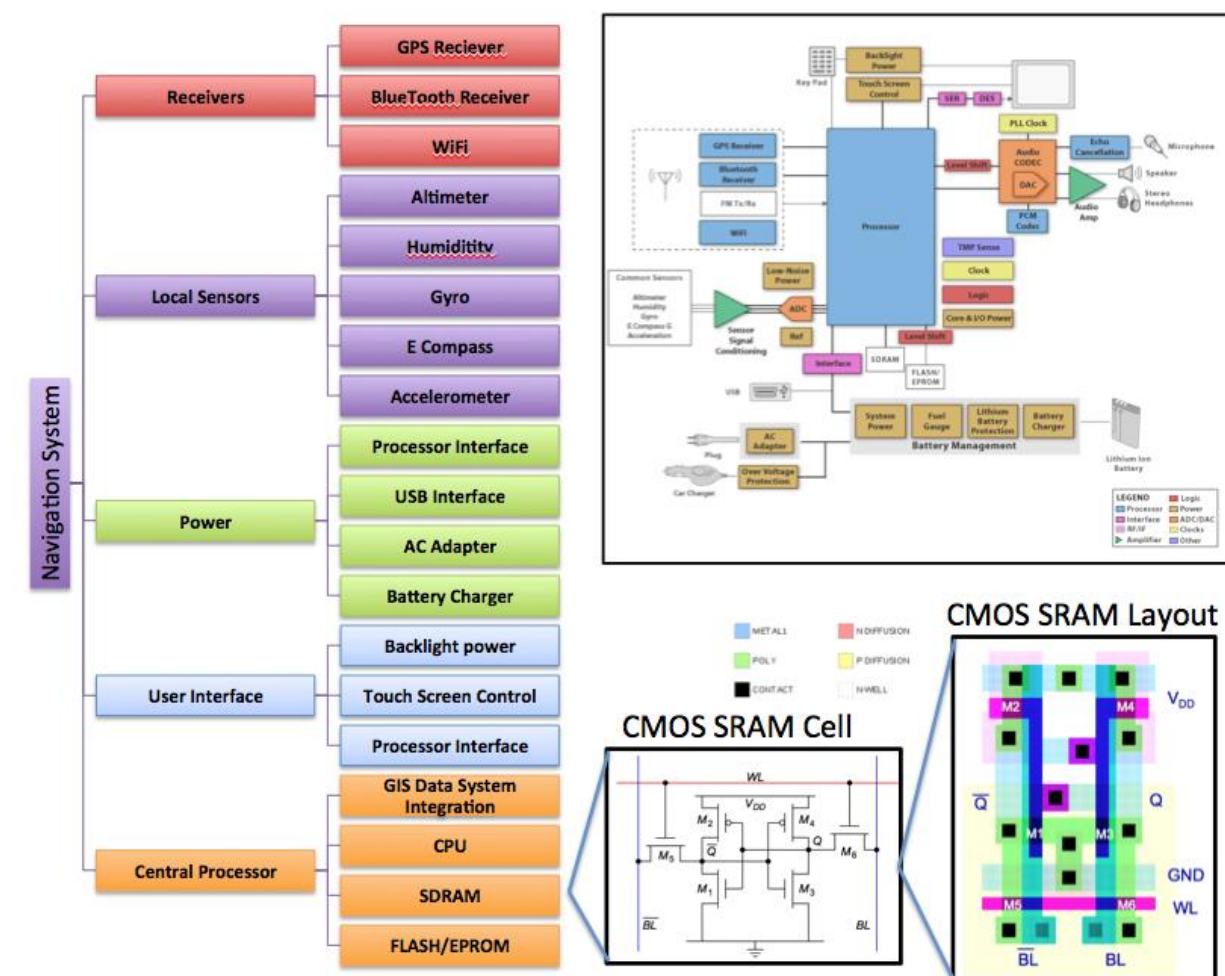 Navigation System
Receivers
GPS Reciever
BlueTooth Receiver
WiFi
Local Sensors
Altimeter
Humiditity
Gyro
E Compass
Accelerometer
Power
Processor Interface
USB Interface
AC Adapter
Battery Charger
User Interface
Backlight power
Touch Screen Control
Processor Interface
Central Processor
GIS Data System
Integration
CPU
SDRAM
FLASH/EPROM
Key Pad
Backlight
Power
Touch Screen
Control
SER
DES
PLL Clock
GPS Receiver
Bluetooth
Receiver
FM Tx/Rx
WiFi
Processor
Level Shift
Audio
CODEC
DAC
Echo
Cancellation
Microphone
Speaker
Stereo
Headphones
Audio
Amp
PCM
Codec
TMP Sense
Clock
Logic
Core & I/O Power
Common Sensors
Altimeter
Humidity
Gyro
E Compass G
Acceleration
Sensor
Signal
Conditioning
Low-Noise
Power
ADC
Ref
Interface
SDRAM
Level Shift
FLASH/
EPROM
USB
System
Power
Fuel
Gauge
Lithium
Battery
Protection
Battery
Charger
Battery Management
Plug
AC
Adapter
Car Charger
Over Voltage
Protection
Lithium Ion
Battery
LEGEND
Processor
Interface
RF/IF
Amplifier
Logic
Power
ADC/DAC
Clocks
Other
METAL1
POLY
CONTACT
N DIFFUSION
P DIFFUSION
N-WELL
CMOS SRAM Cell
WL
VDD
M2
M4
Q̅
Q
M5
M6
M1
M3
B̅L̅
BL
CMOS SRAM Layout
M2
M4
VDD
Q̅
Q
M1
M3
GND
M5
M6
WL
B̅L̅
BL